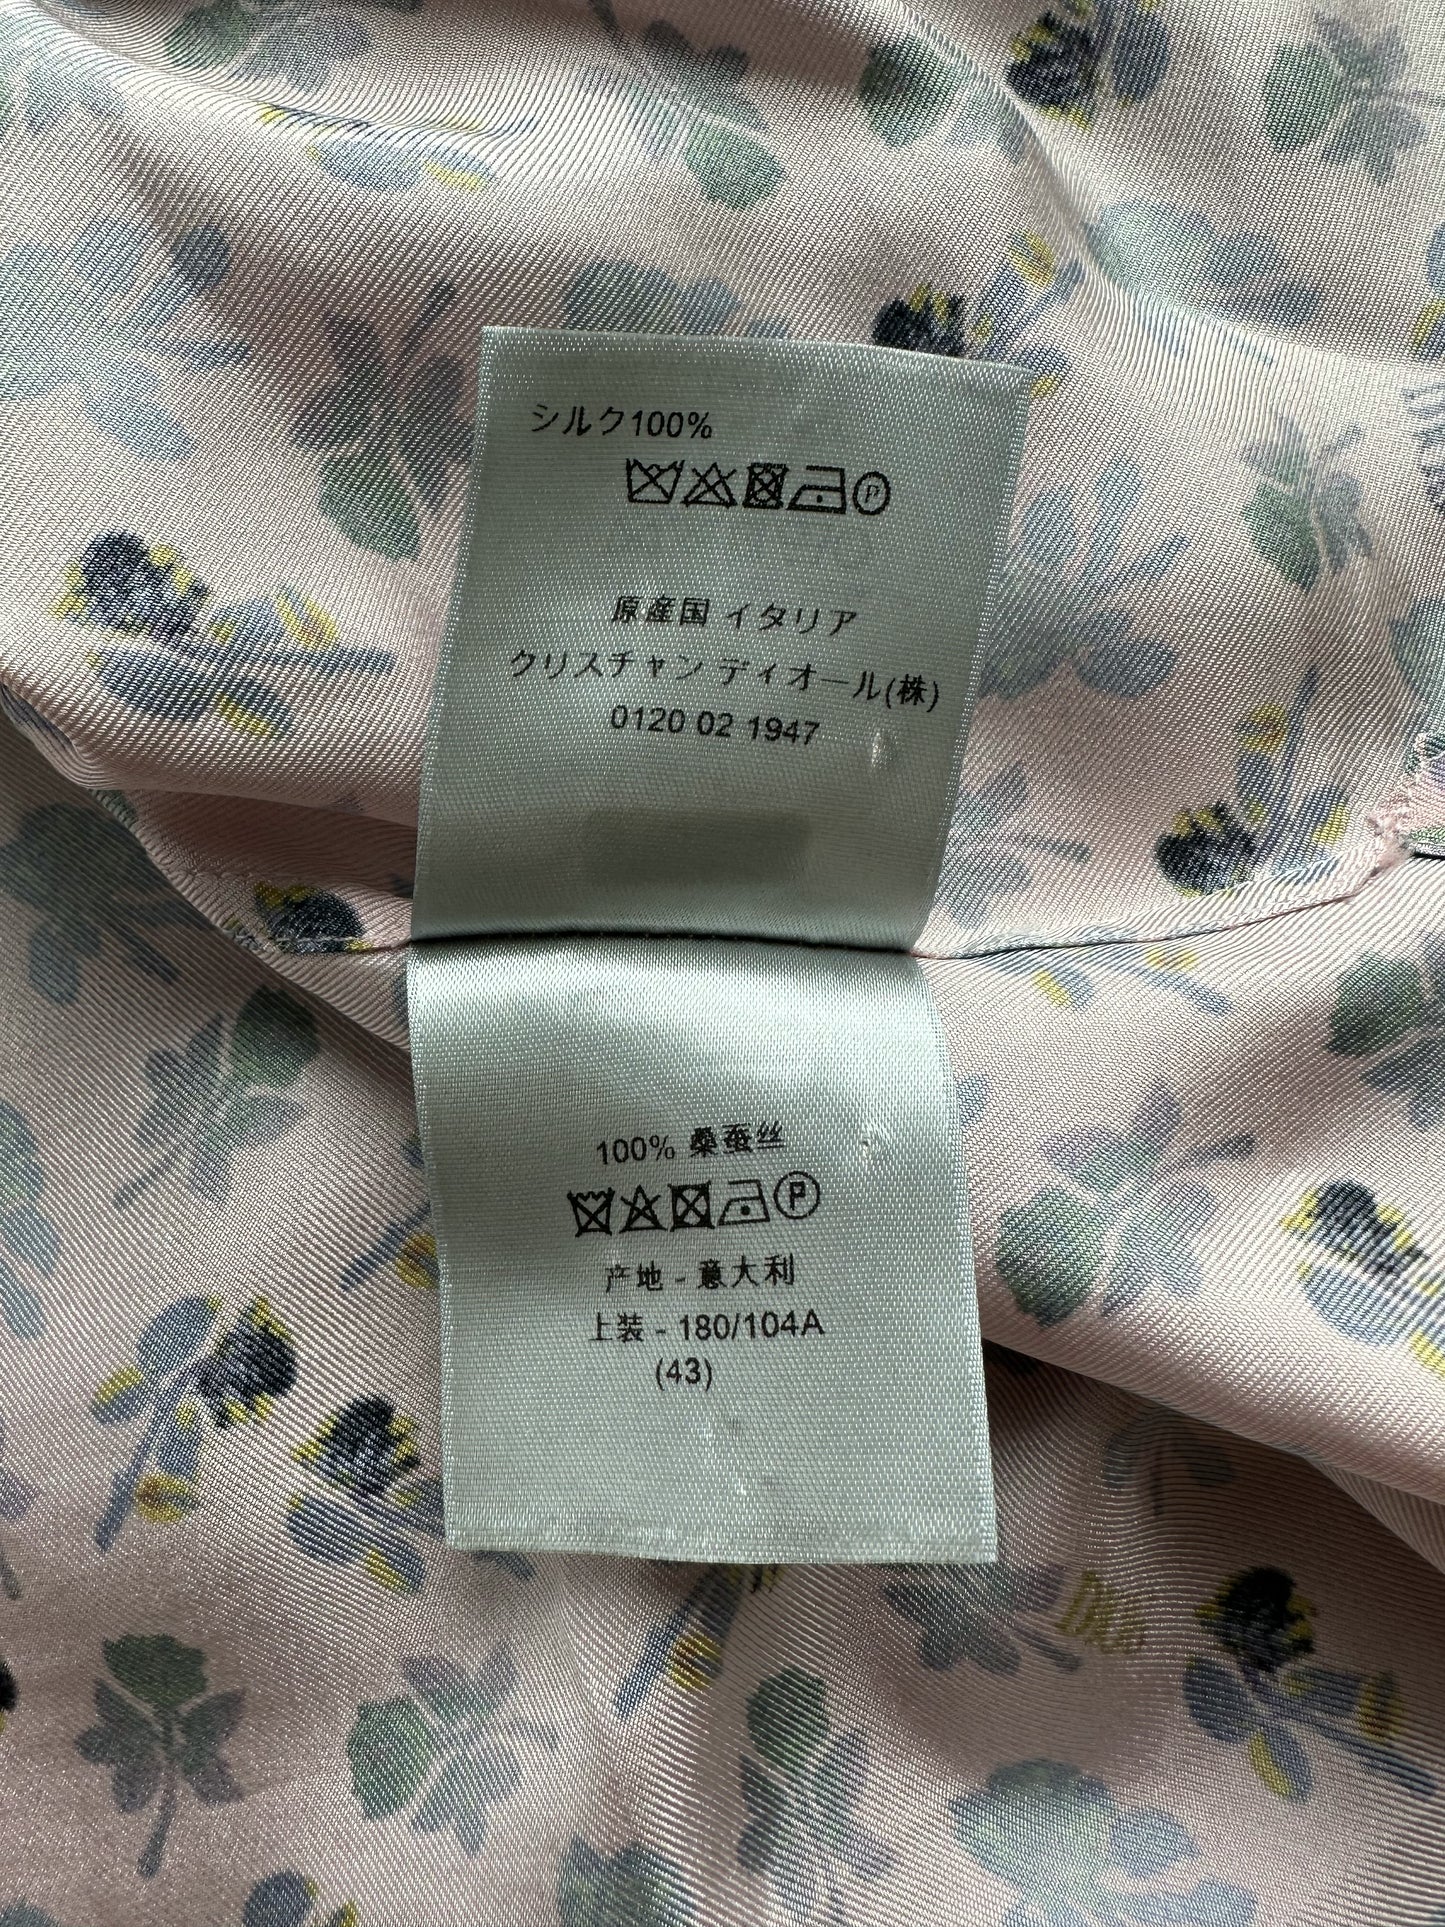 シルク100%
P
原産国 イタリア
クリスチャン ディオール(株)
0120 02 1947
100% 桑蚕丝
P
产地 - 意大利
上装 - 180/104A
(43)
Dior